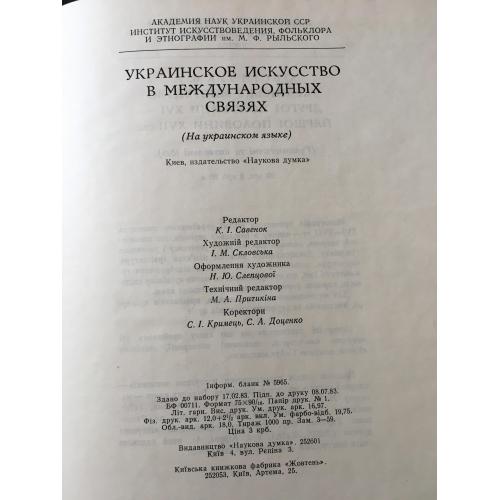 АКАДЕМИЯ НАУК УКРАИНСКОЙ ССР
ИНСТИТУТ ИСКУССТВОВЕДЕНИЯ, ФОЛЬКЛОРА
И ЭТНОГРАФИИ им. М. Ф. РЫЛЬСКОГО
УКРАИНСКОЕ ИСКУССТВО
В МЕЖДУНАРОДНЫХ
СВЯЗЯХ
(На украинском языке)
Киев, издательство «Наукова думка»
Редактор
К. І. Савенок
Художній редактор
І. М. Скловська
Оформлення художника
Н. Ю. Слєпцової
Технічний редактор
М. А. Притикіна
Коректори
С. І. Кримець, С. А. Доценко
Інформ. бланк № 5965.
Здано до набору 17.02.83. Підп. до друку 08.07.83.
БФ 00711. Формат 75×90/16. Папір друк. № 1.
Літ. гарн. Вис. друк. Ум. друк. арк. 16,97.
Фіз. друк. арк. 12,0+2½ арк. вкл. Ум. фарбо-відб. 19,75.
Обл.-вид. арк. 18,0. Тираж 1000 пр. Зам. 3—59.
Ціна 3 крб.
Видавництво «Наукова думка». 252601
Київ 4, вул. Рєпіна 3.
Київська книжкова фабрика «Жовтень».
252053, Київ, Артема, 25.